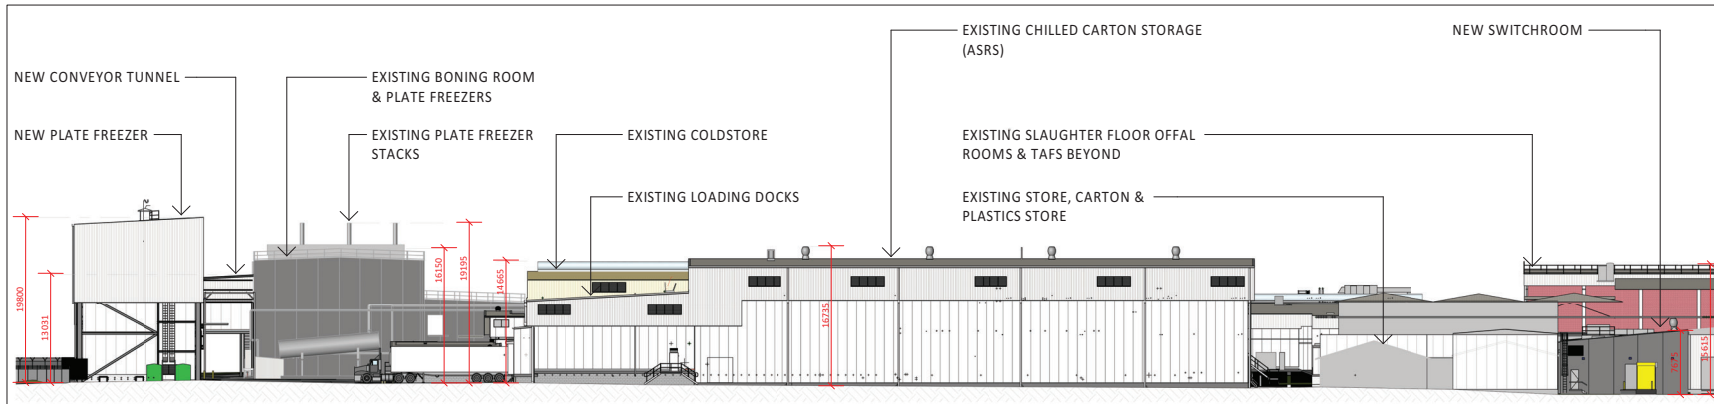 EXISTING CHILLED CARTON STORAGE
(ASRS)
NEW SWITCHROOM
NEW CONVEYOR TUNNEL
EXISTING BONING ROOM
& PLATE FREEZERS
NEW PLATE FREEZER
EXISTING PLATE FREEZER
STACKS
EXISTING COLDSTORE
EXISTING SLAUGHTER FLOOR OFFAL
ROOMS & TAFS BEYOND
EXISTING LOADING DOCKS
EXISTING STORE, CARTON &
PLASTICS STORE
19800
13031
16150
19195
14665
16735
7675
15615